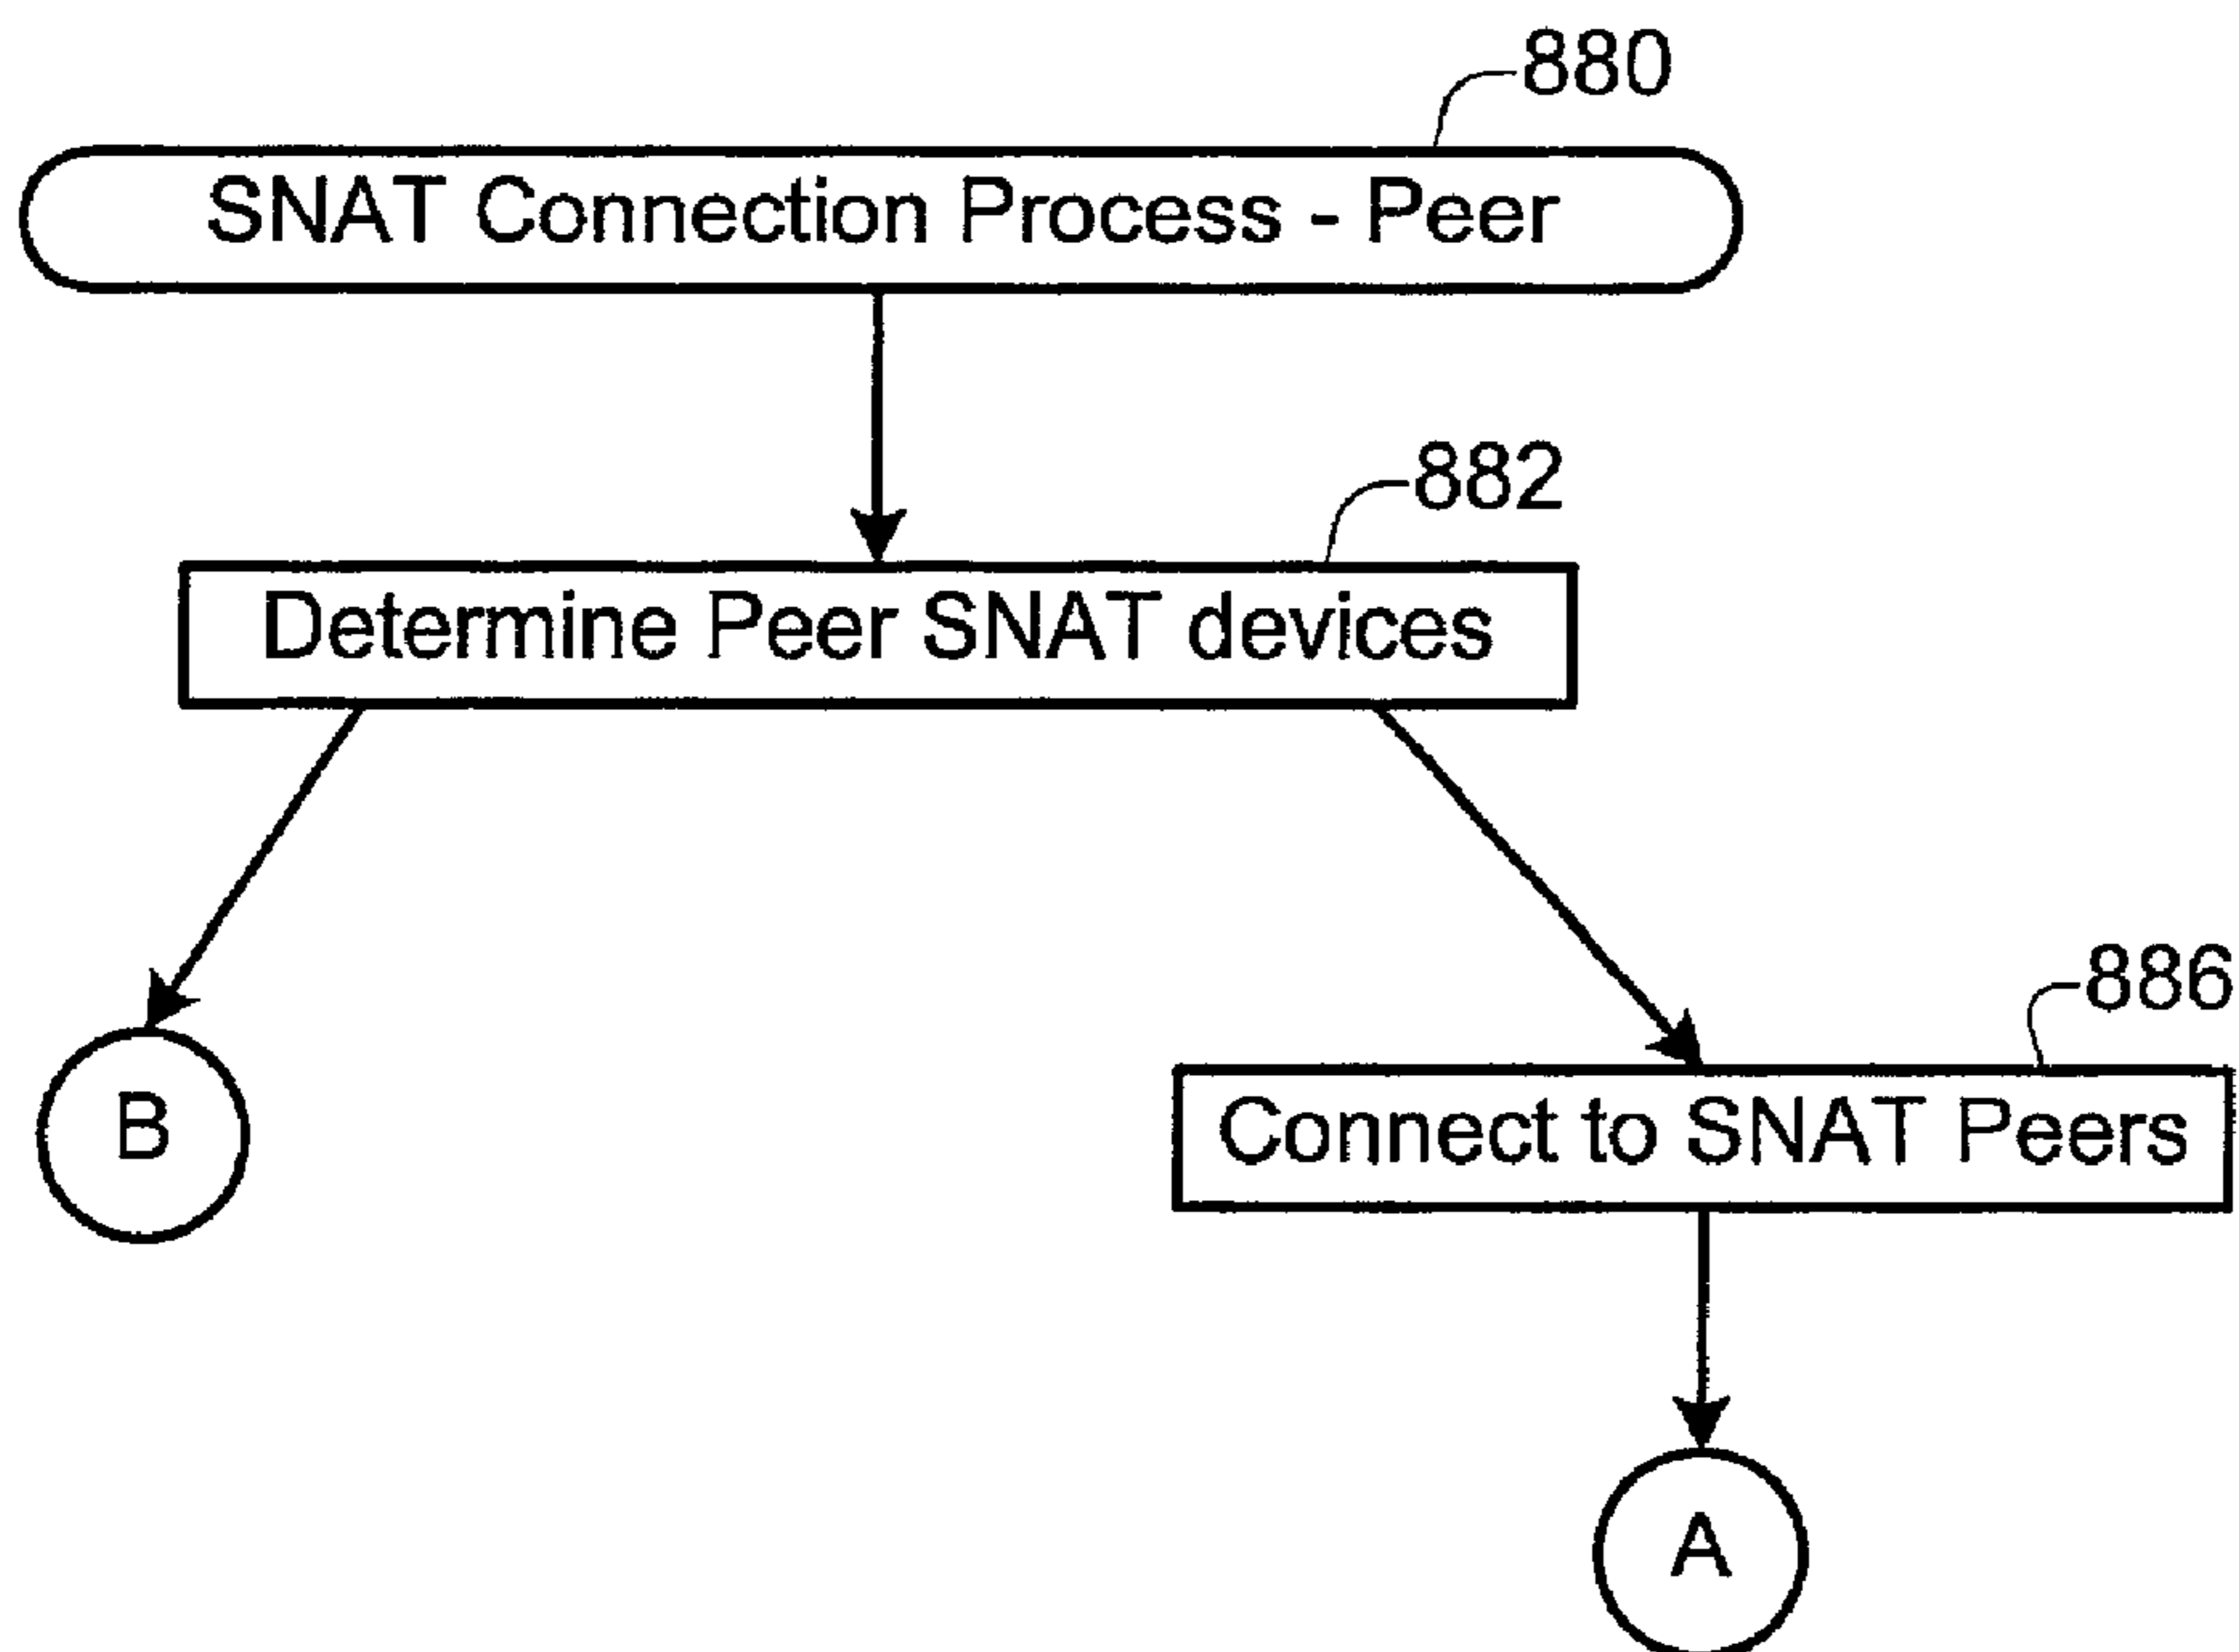 880
SNAT Connection Process - Peer
882
Determine Peer SNAT devices
886
B
Connect to SNAT Peers
A